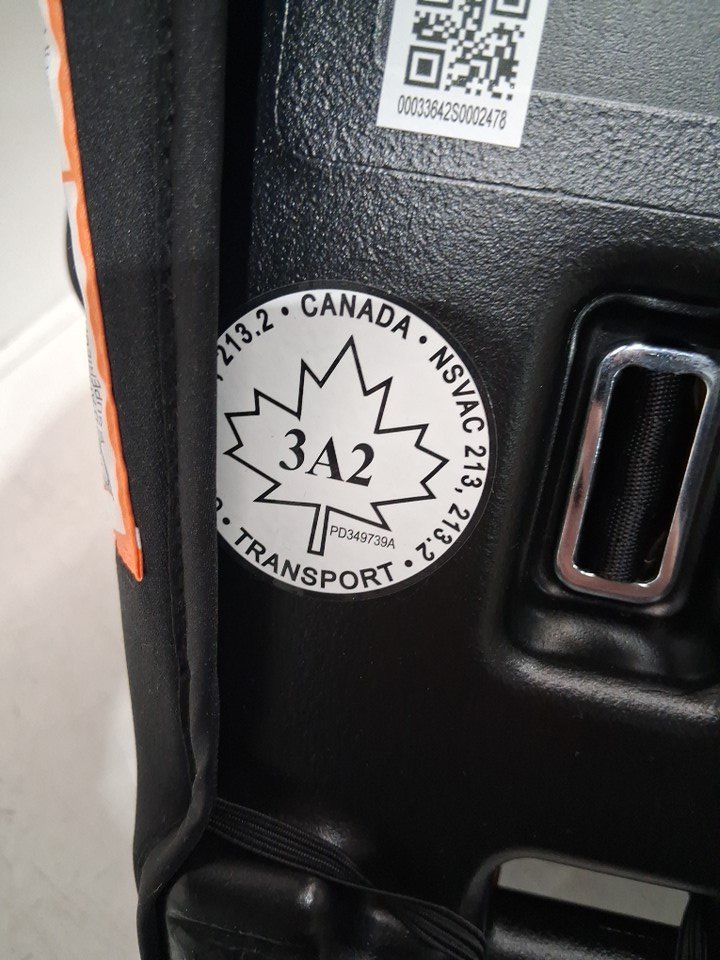 00033642S0002478
213.2 • CANADA • NSVAC 213, 213.2 • TRANSPORT •
3A2
PD349739A